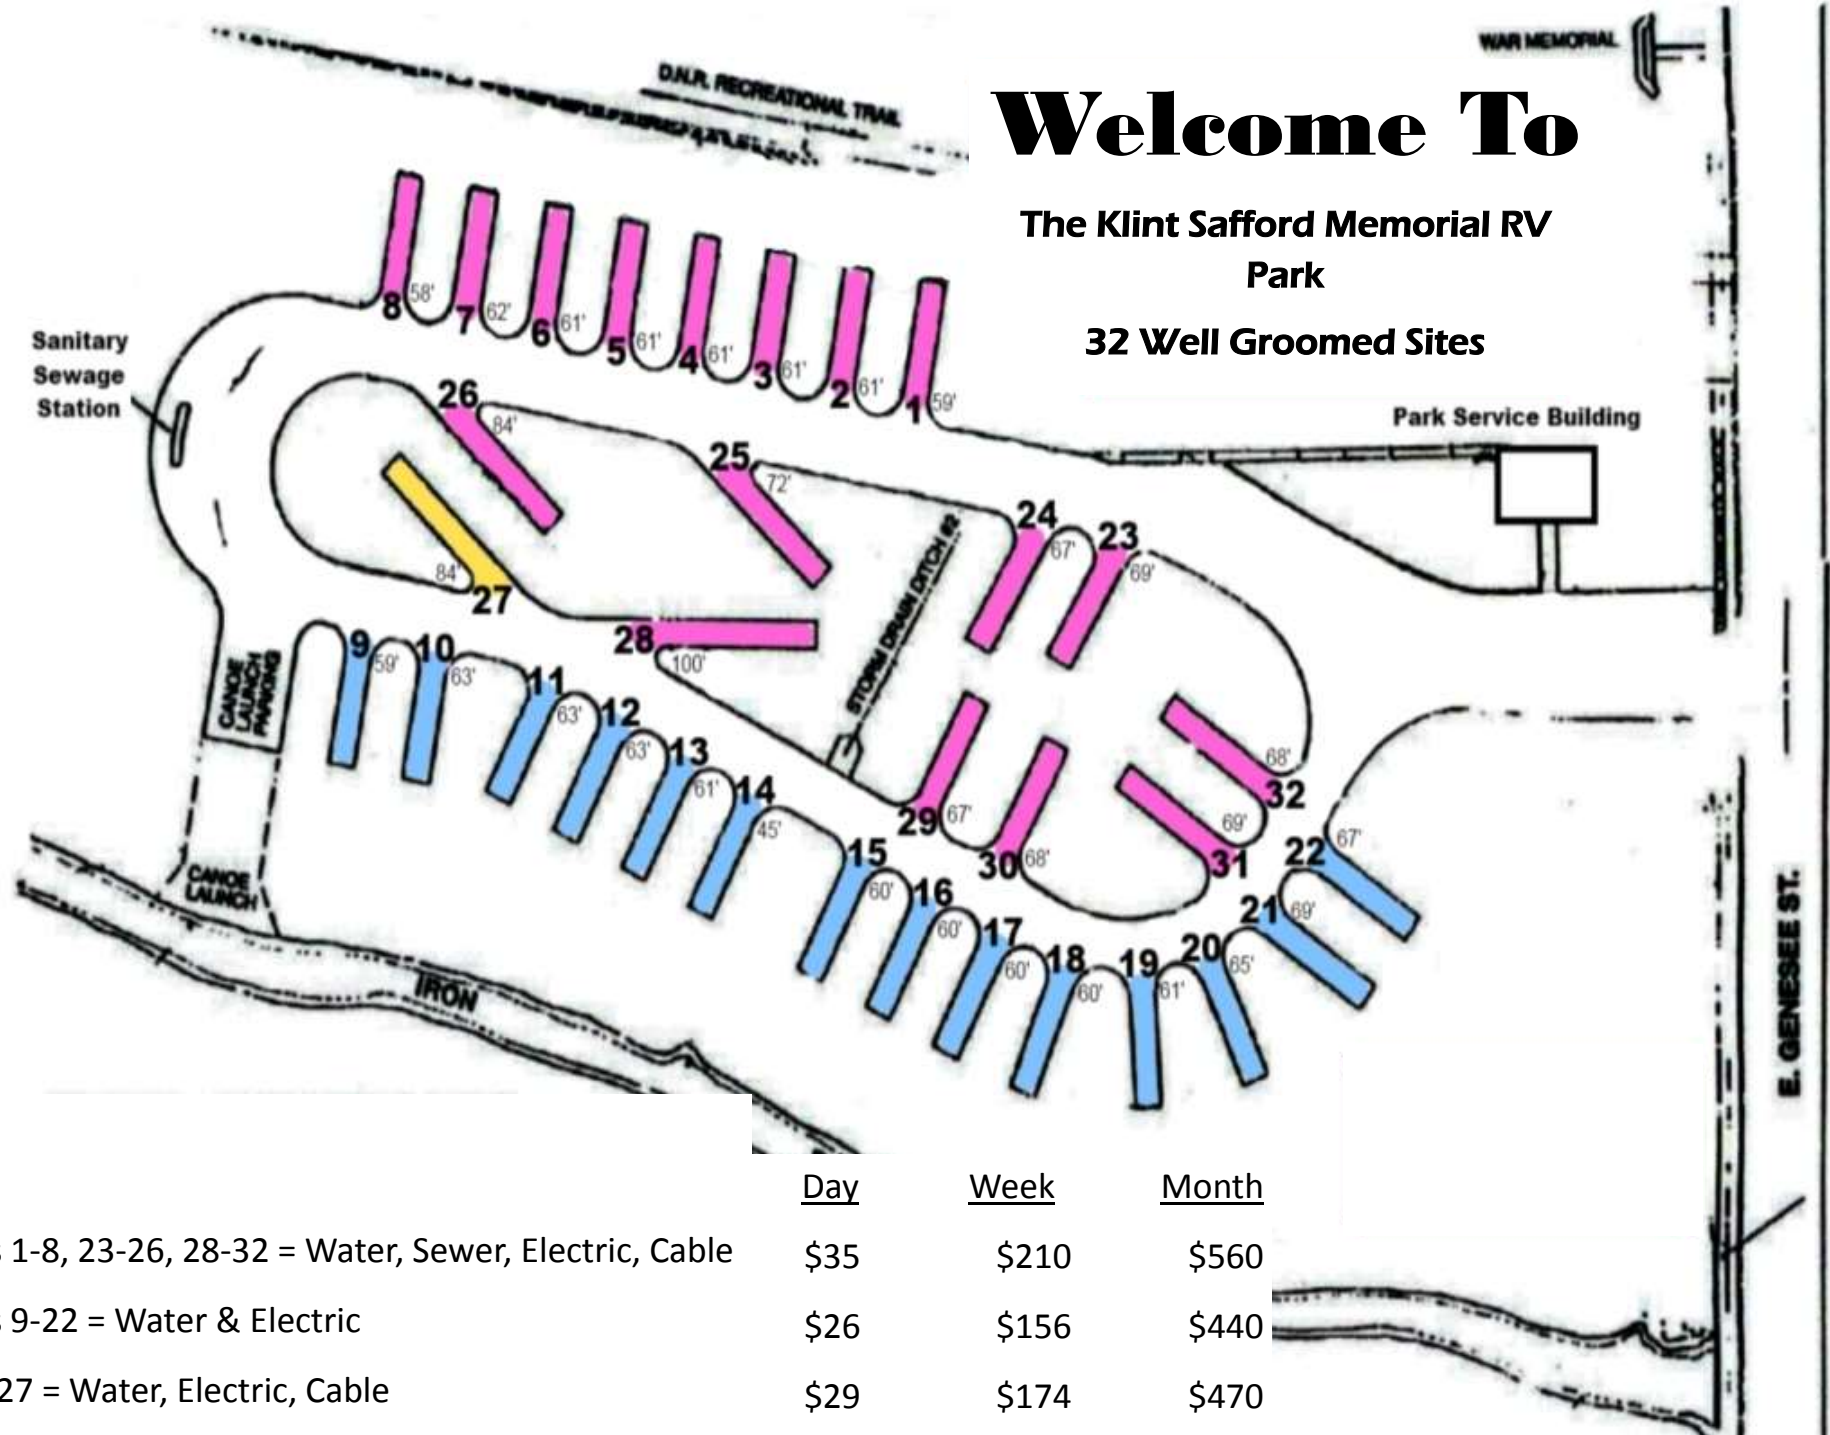 WAR MEMORIAL
D.N.R. RECREATIONAL TRAIL
Welcome To
The Klint Safford Memorial RV
Park
32 Well Groomed Sites
Park Service Building
Sanitary
Sewage
Station
8 58'
7 62'
6 61'
5 61'
4 61'
3 61'
2 61'
1 59'
26 84'
25 72'
24 67'
23 69'
84' 27
28 100'
STORM DRAIN DITCH #2
CANOE
LAUNCH
PARKING
CANOE
LAUNCH
9 59'
10 63'
11 63'
12 63'
13 61'
14 45'
15 60'
16 60'
17 60'
18 60'
19 61'
20 65'
21 69'
22 67'
29 67'
30 68'
31 69'
32 68'
IRON
E. GENESEE ST.
Day Week Month
s 1-8, 23-26, 28-32 = Water, Sewer, Electric, Cable $35 $210 $560
s 9-22 = Water & Electric $26 $156 $440
27 = Water, Electric, Cable $29 $174 $470